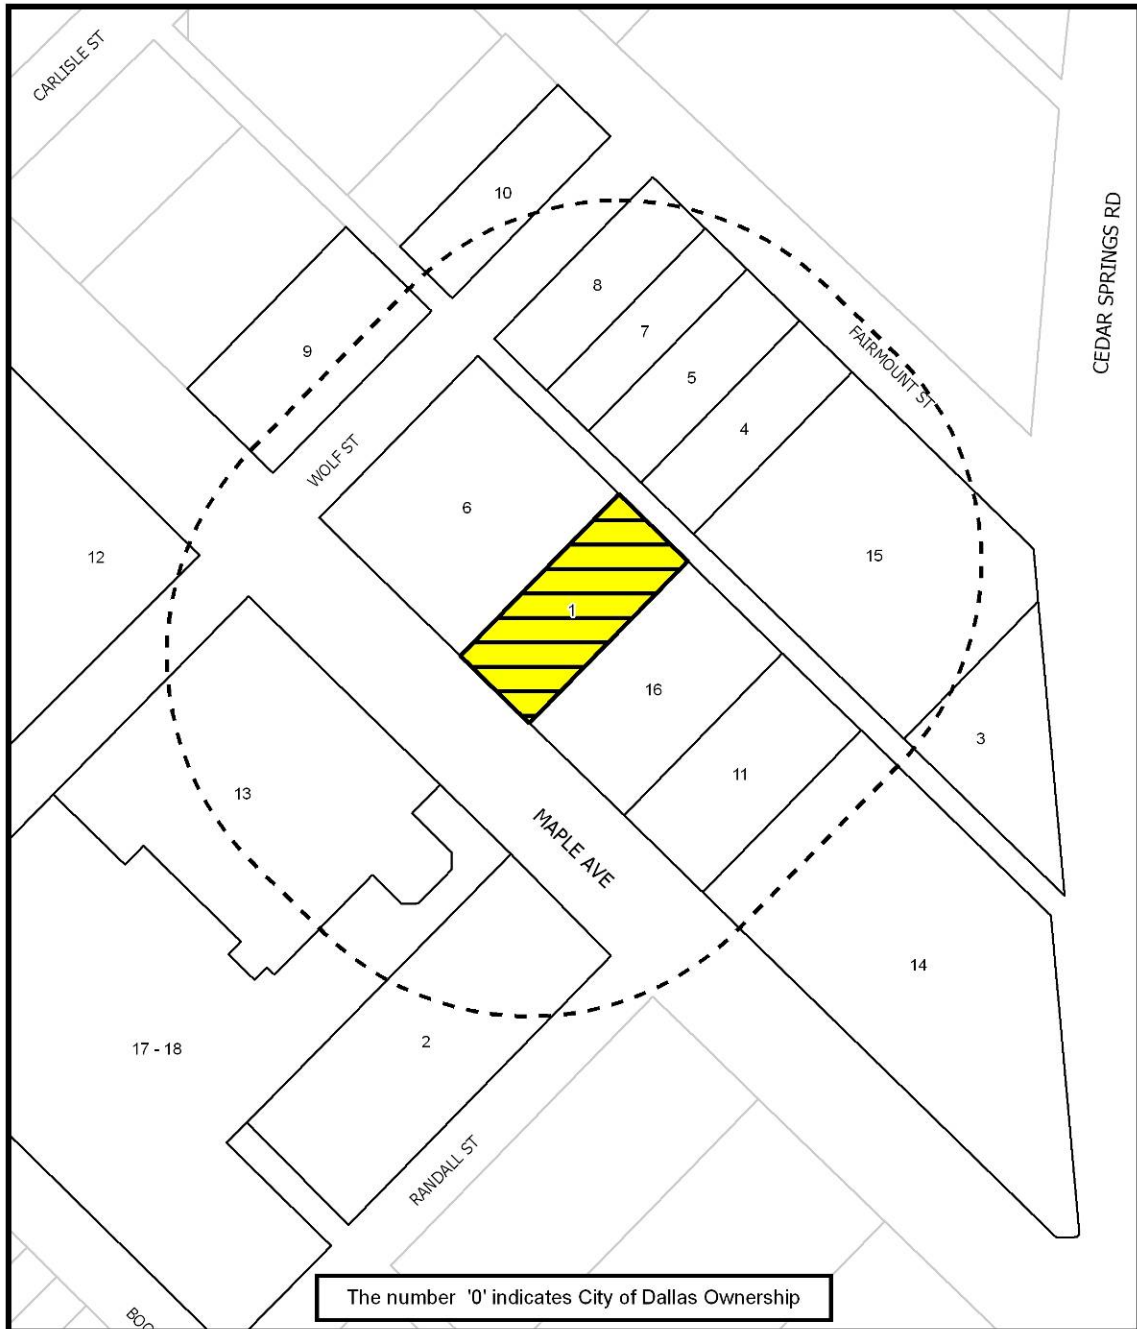 CARLISLE ST
10
CEDAR SPRINGS RD
8
7
FAIRMOUNT ST
9
5
4
WOLF ST
6
12
15
1
16
3
11
13
MAPLE AVE
14
2
17 - 18
RANDALL ST
The number '0' indicates City of Dallas Ownership